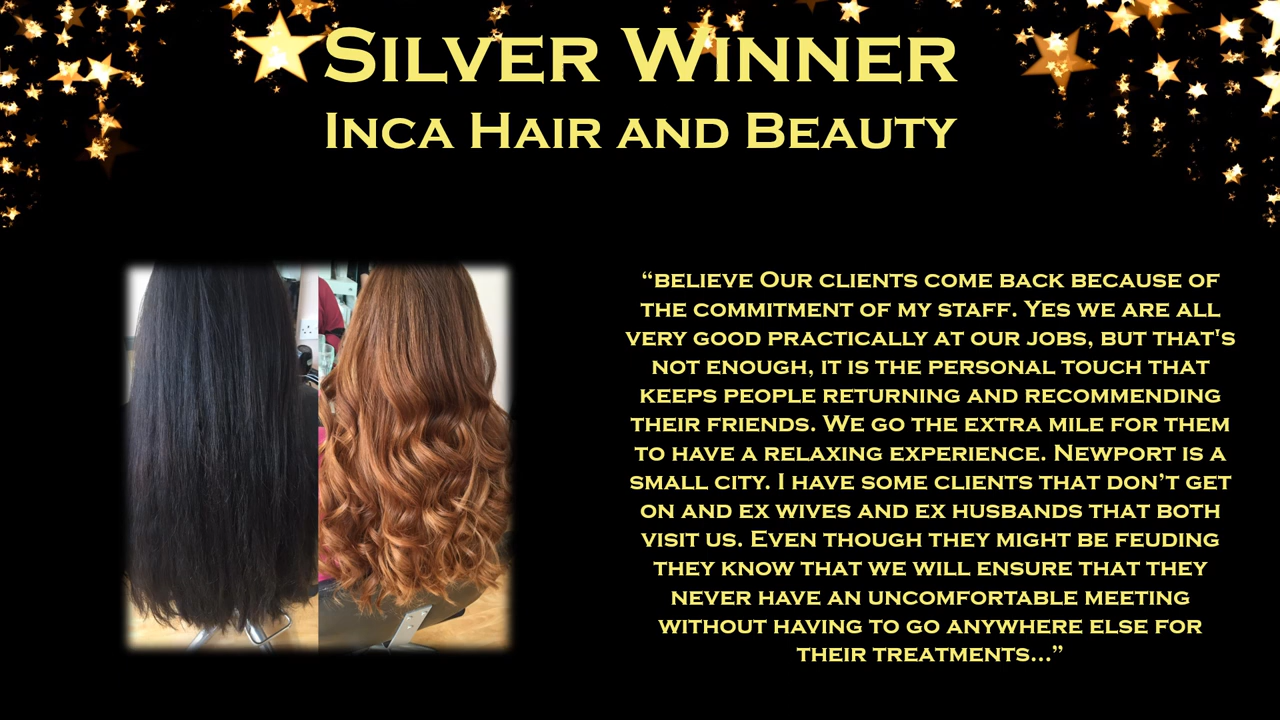 Silver Winner
Inca Hair and Beauty
“believe Our clients come back because of
the commitment of my staff. Yes we are all
very good practically at our jobs, but that's
not enough, it is the personal touch that
keeps people returning and recommending
their friends. We go the extra mile for them
to have a relaxing experience. Newport is a
small city. I have some clients that don’t get
on and ex wives and ex husbands that both
visit us. Even though they might be feuding
they know that we will ensure that they
never have an uncomfortable meeting
without having to go anywhere else for
their treatments...”